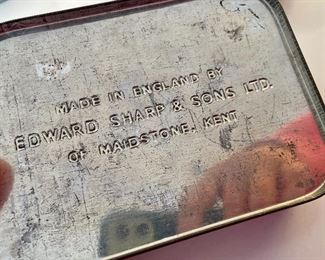 MADE IN ENGLAND BY
EDWARD SHARP & SONS LTD.
OF MAIDSTONE, KENT